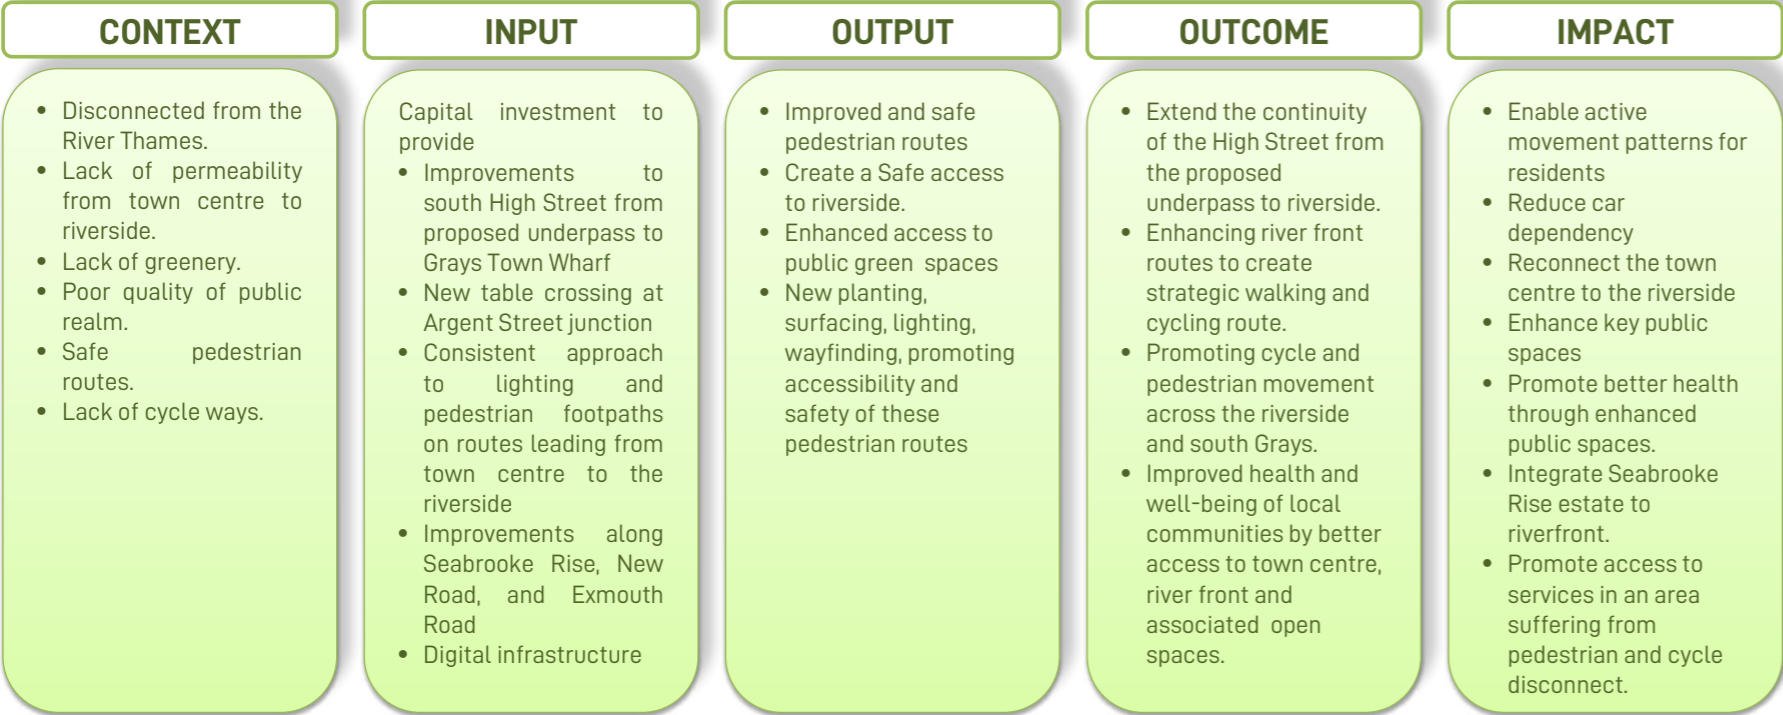 CONTEXT
• Disconnected from the
River Thames.
• Lack of permeability
from town centre to
riverside.
• Lack of greenery.
• Poor quality of public
realm.
• Safe pedestrian
routes.
• Lack of cycle ways.
INPUT
Capital investment to
provide
• Improvements to
south High Street from
proposed underpass to
Grays Town Wharf
• New table crossing at
Argent Street junction
• Consistent approach
to lighting and
pedestrian footpaths
on routes leading from
town centre to the
riverside
• Improvements along
Seabrooke Rise, New
Road, and Exmouth
Road
• Digital infrastructure
OUTPUT
• Improved and safe
pedestrian routes
• Create a Safe access
to riverside.
• Enhanced access to
public green spaces
• New planting,
surfacing, lighting,
wayfinding, promoting
accessibility and
safety of these
pedestrian routes
OUTCOME
• Extend the continuity
of the High Street from
the proposed
underpass to riverside.
• Enhancing river front
routes to create
strategic walking and
cycling route.
• Promoting cycle and
pedestrian movement
across the riverside
and south Grays.
• Improved health and
well-being of local
communities by better
access to town centre,
river front and
associated open
spaces.
IMPACT
• Enable active
movement patterns for
residents
• Reduce car
dependency
• Reconnect the town
centre to the riverside
• Enhance key public
spaces
• Promote better health
through enhanced
public spaces.
• Integrate Seabrooke
Rise estate to
riverfront.
• Promote access to
services in an area
suffering from
pedestrian and cycle
disconnect.